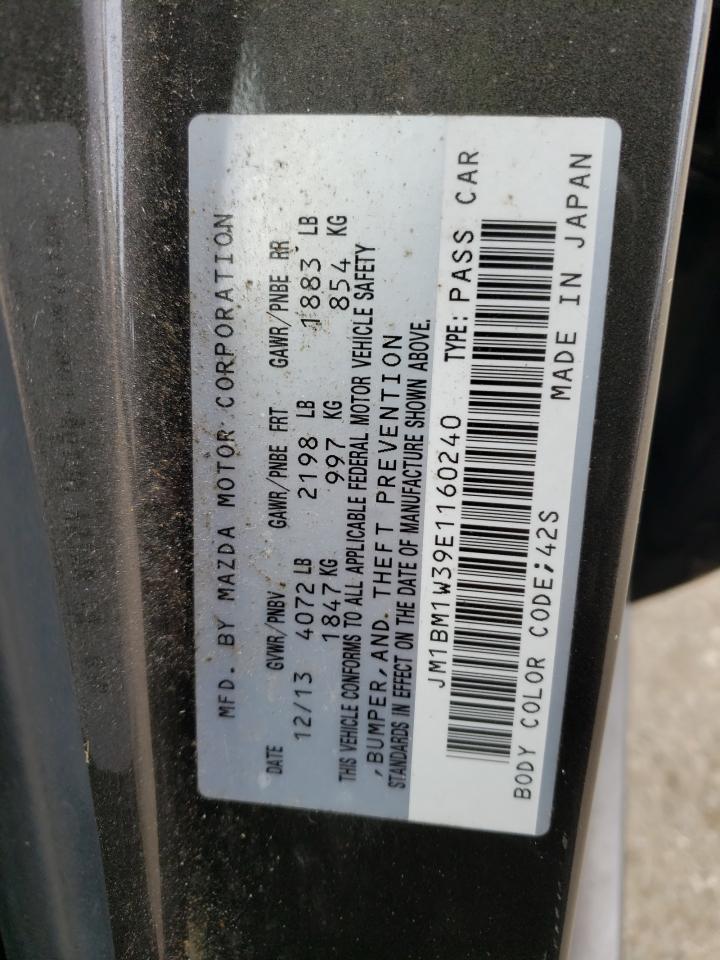 MFD. BY MAZDA MOTOR CORPORATION
DATE GVWR/PNBV. GAWR/PNBE FRT GAWR/PNBE RR
12/13 4072 LB 2198 LB 1883 LB
1847 KG 997 KG 854 KG
THIS VEHICLE CONFORMS TO ALL APPLICABLE FEDERAL MOTOR VEHICLE SAFETY
,BUMPER,AND THEFT PREVENTION
STANDARDS IN EFFECT ON THE DATE OF MANUFACTURE SHOWN ABOVE.
JM1BM1W39E1160240 TYPE: PASS CAR
BODY COLOR CODE;42S MADE IN JAPAN